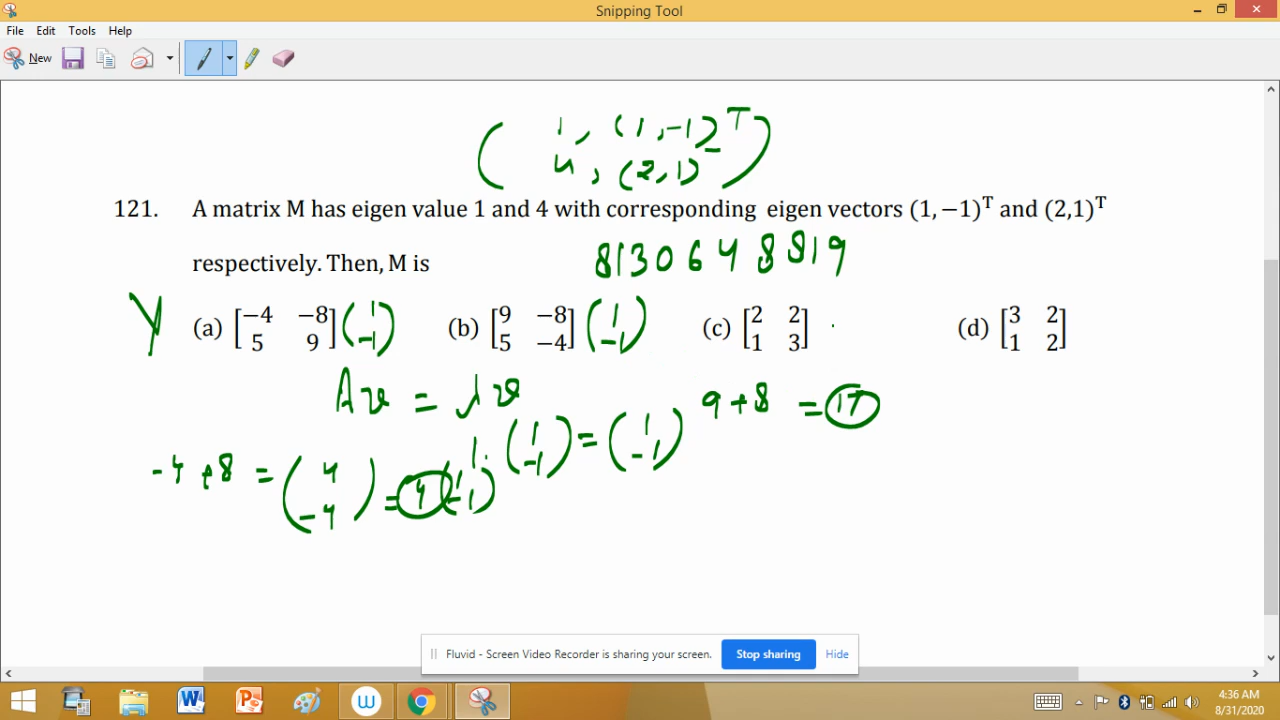 Snipping Tool
File Edit Tools Help
New
( 1, (1,-1)ᵀ
4, (2,1) )ᵀ
121. A matrix M has eigen value 1 and 4 with corresponding eigen vectors (1, −1)ᵀ and (2,1)ᵀ
8130648819
respectively. Then, M is
(a) [−4 −8 (1 (b) [9 −8 (1 (c) [2 2 (d) [3 2
5 9] -1) 5 −4] -1) 1 3] 1 2]
Av = λv
9+8 = 17
1. (1 -1) = (1 -1)
-4+8 = (4 -4) = 4(1 -1)
Fluvid - Screen Video Recorder is sharing your screen. Stop sharing Hide
4:36 AM
8/31/2020